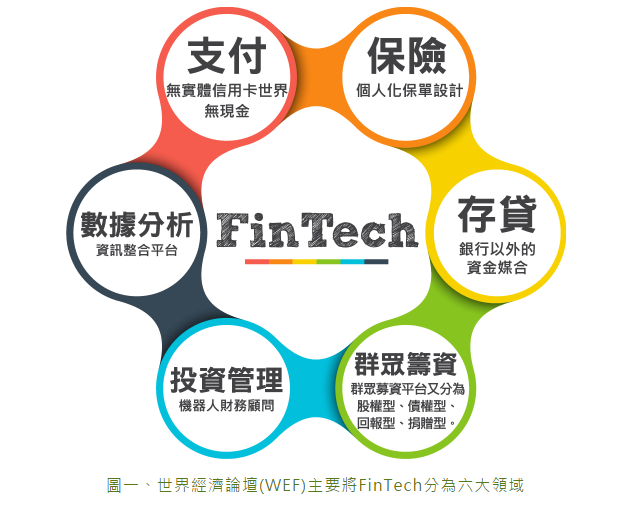 支付
無實體信用卡世界
無現金
保險
個人化保單設計
數據分析
資訊整合平台
FinTech
存貸
銀行以外的
資金媒合
投資管理
機器人財務顧問
群眾籌資
群眾募資平台又分為
股權型、債權型、
回報型、捐贈型。
圖一、世界經濟論壇(WEF)主要將FinTech分為六大領域